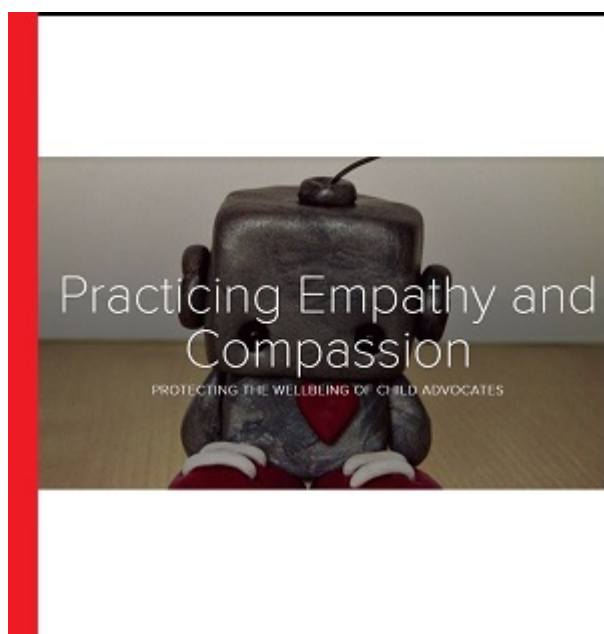 Practicing Empathy and
Compassion
PROTECTING THE WELLBEING OF CHILD ADVOCATES